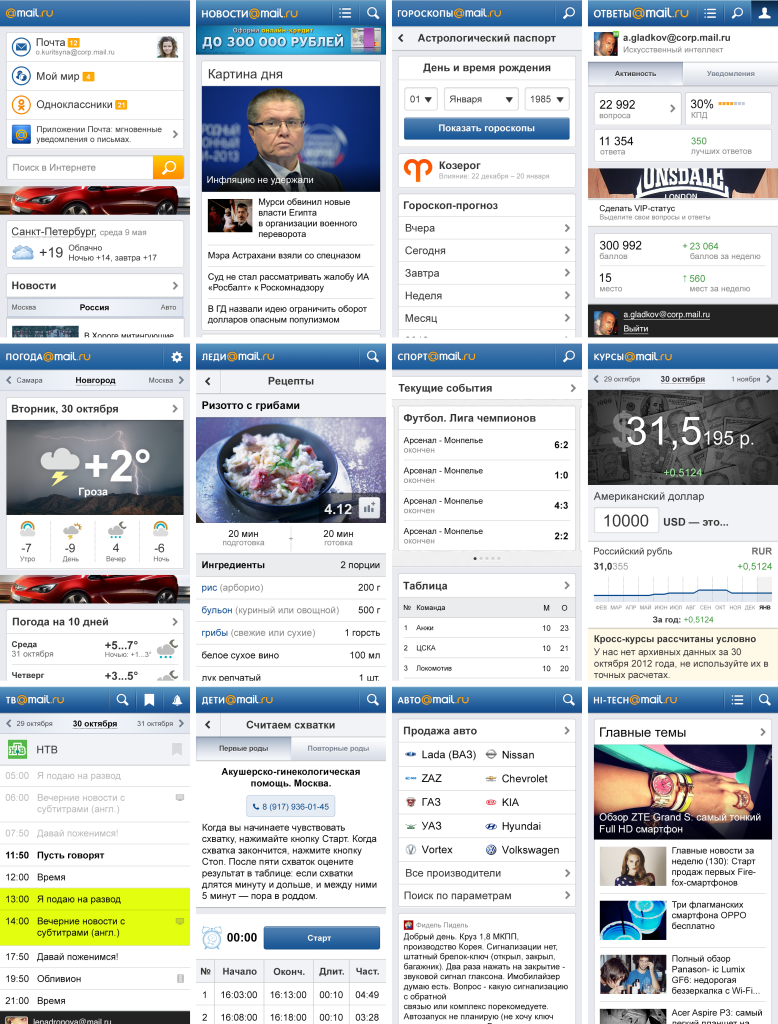 @mail.ru
Почта 12
o.kuritsyna@corp.mail.ru
Мой мир 4
Одноклассники 21
Приложении Почта: мгновенные
уведомления о письмах.
Поиск в Интернете
Санкт-Петербург, среда 9 мая
+19
Облачно
Ночью +14, завтра +17
Новости
Москва Россия Авто
В Хороге митингующие
НОВОСТИ@mail.ru
Оформи онлайн-кредит
ДО 300 000 РУБЛЕЙ
Картина дня
Инфляцию не удержали
Мурси обвинил новые
власти Египта
в организации военного
переворота
Мэра Астрахани взяли со спецназом
Суд не стал рассматривать жалобу ИА
«Росбалт» к Роскомнадзору
В ГД назвали идею ограничить оборот
долларов опасным популизмом
ГОРОСКОПЫ@mail.ru
Астрологический паспорт
День и время рождения
01 Января 1985
Показать гороскопы
Козерог
Влияние: 22 декабря – 20 января
Гороскоп-прогноз
Вчера
Сегодня
Завтра
Неделя
Месяц
ОТВЕТЫ@mail.ru
a.gladkov@corp.mail.ru
Искусственный интеллект
Активность Уведомления
22 992
вопроса
30%
КПД
11 354
ответа
350
лучших ответов
LONSDALE
LONDON
Сделать VIP-статус
Выделите свои вопросы и ответы
300 992
баллов
+ 23 064
баллов за неделю
15
место
↑ 560
мест за неделю
a.gladkov@corp.mail.ru
Выйти
ПОГОДА@mail.ru
Самара Новгород Москва
Вторник, 30 октября
+2°
Гроза
-7 -9 4 -6
Утро День Вечер Ночь
Погода на 10 дней
Среда
31 октября
+5...7°
Ночью: +1...3°
Четверг
+3...5°
ЛЕДИ@mail.ru
Рецепты
Ризотто с грибами
4.12
20 мин
подготовка
+
20 мин
готовка
Ингредиенты 2 порции
рис (арборио) 200 г
бульон (куриный или овощной) 500 г
грибы (свежие или сухие) 1 горсть
белое сухое вино 100 мл
лук репчатый 1 шт.
СПОРТ@mail.ru
Текущие события
Футбол. Лига чемпионов
Арсенал - Монпелье 6:2
окончен
Арсенал - Монпелье 1:0
окончен
Арсенал - Монпелье 4:3
окончен
Арсенал - Монпелье 2:2
окончен
Таблица
№ Команда М О
1 Анжи 10 23
2 ЦСКА 10 21
3 Локомотив 10 20
КУРСЫ@mail.ru
29 октября 30 октября 1 ноября
$
31,5195 р.
+0,5124
Американский доллар
10000 USD — это...
Российский рубль RUR
31,0355 +0,5124
ФЕВ МАР АПР МАЙ ИЮН ИЮЛ АВГ СЕН ОКТ НОЯ ДЕК ЯНВ
За год: +0,5124
Кросс-курсы рассчитаны условно
У нас нет архивных данных за 30
октября 2012 года, не используйте их в
точных расчетах.
ТВ@mail.ru
29 октября 30 октября 31 октября
НТВ
05:00 Я подаю на развод
06:00 Вечерние новости с
субтитрами (англ.)
07:50 Давай поженимся!
11:50 Пусть говорят
12:00 Время
13:00 Я подаю на развод
14:00 Вечерние новости с
субтитрами (англ.)
17:50 Давай поженимся!
19:50 Обливион
21:00 Время
lenadronova@mail.ru
ДЕТИ@mail.ru
Считаем схватки
Первые роды Повторные роды
Акушерско-гинекологическая
помощь. Москва.
8 (917) 936-01-45
Когда вы начинаете чувствовать
схватку, нажимайте кнопку Старт. Когда
схватка закончится, нажмите кнопку
Стоп. После пяти схваток оцените
результат в таблице: если схватки
длятся минуту и дольше, и между ними
5 минут — пора в роддом.
00:00 Старт
№ Начало Оконч. Длит. Част.
1 16:03:00 16:13:00 00:10 04:49
2 16:08:00 16:18:00 00:10 03:28
АВТО@mail.ru
Продажа авто
Lada (ВАЗ) Nissan
ZAZ Chevrolet
ГАЗ KIA
УАЗ Hyundai
Vortex Volkswagen
Все производители
Поиск по параметрам
Фидель Пидель
Добрый день. Круз 1,8 МКПП,
производство Корея. Сигнализации нет,
штатный брелок-ключ (открыл, закрыл,
багажник). Два раза нажать на закрытие -
звуковой сигнал глаксона. Имобилайзер
думаю есть. Вопрос - какую сигнализацию
с обратной
связью или комплекс порекомедуете.
Автозапуск не планирую (не хочу ключ
HI-TECH@mail.ru
Главные темы
Обзор ZTE Grand S: самый тонкий
Full HD смартфон
Главные новости за
неделю (130): Старт
продаж первых Fire-
fox-смартфонов
Три флагманских
смартфона OPPO
бесплатно
Полный обзор
Panason- ic Lumix
GF6: недорогая
беззеркалка с Wi-Fi...
Acer Aspire P3: самый